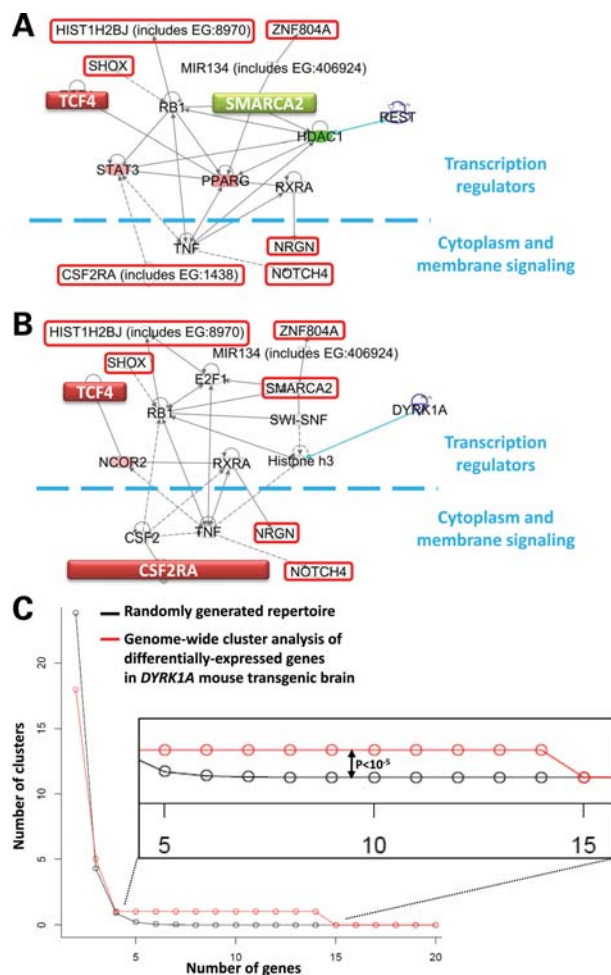 A
HIST1H2BJ (includes EG:8970)
ZNF804A
SHOX
MIR134 (includes EG:406924)
TCF4
RB1
SMARCA2
REST
HDAC1
STAT3
PPARG
RXRA
Transcription
regulators
TNF
NRGN
Cytoplasm and
membrane signaling
CSF2RA (includes EG:1438)
NOTCH4
B
HIST1H2BJ (includes EG:8970)
ZNF804A
MIR134 (includes EG:406924)
SHOX
E2F1
TCF4
SMARCA2
RB1
SWI-SNF
DYRK1A
NCOR2
RXRA
Histone h3
Transcription
regulators
CSF2
TNF
NRGN
Cytoplasm and
membrane signaling
CSF2RA
NOTCH4
C
Randomly generated repertoire
Genome-wide cluster analysis of
differentially-expressed genes
in DYRK1A mouse transgenic brain
Number of clusters
20
15
10
5
0
P<10-5
5
10
15
5
10
15
20
Number of genes